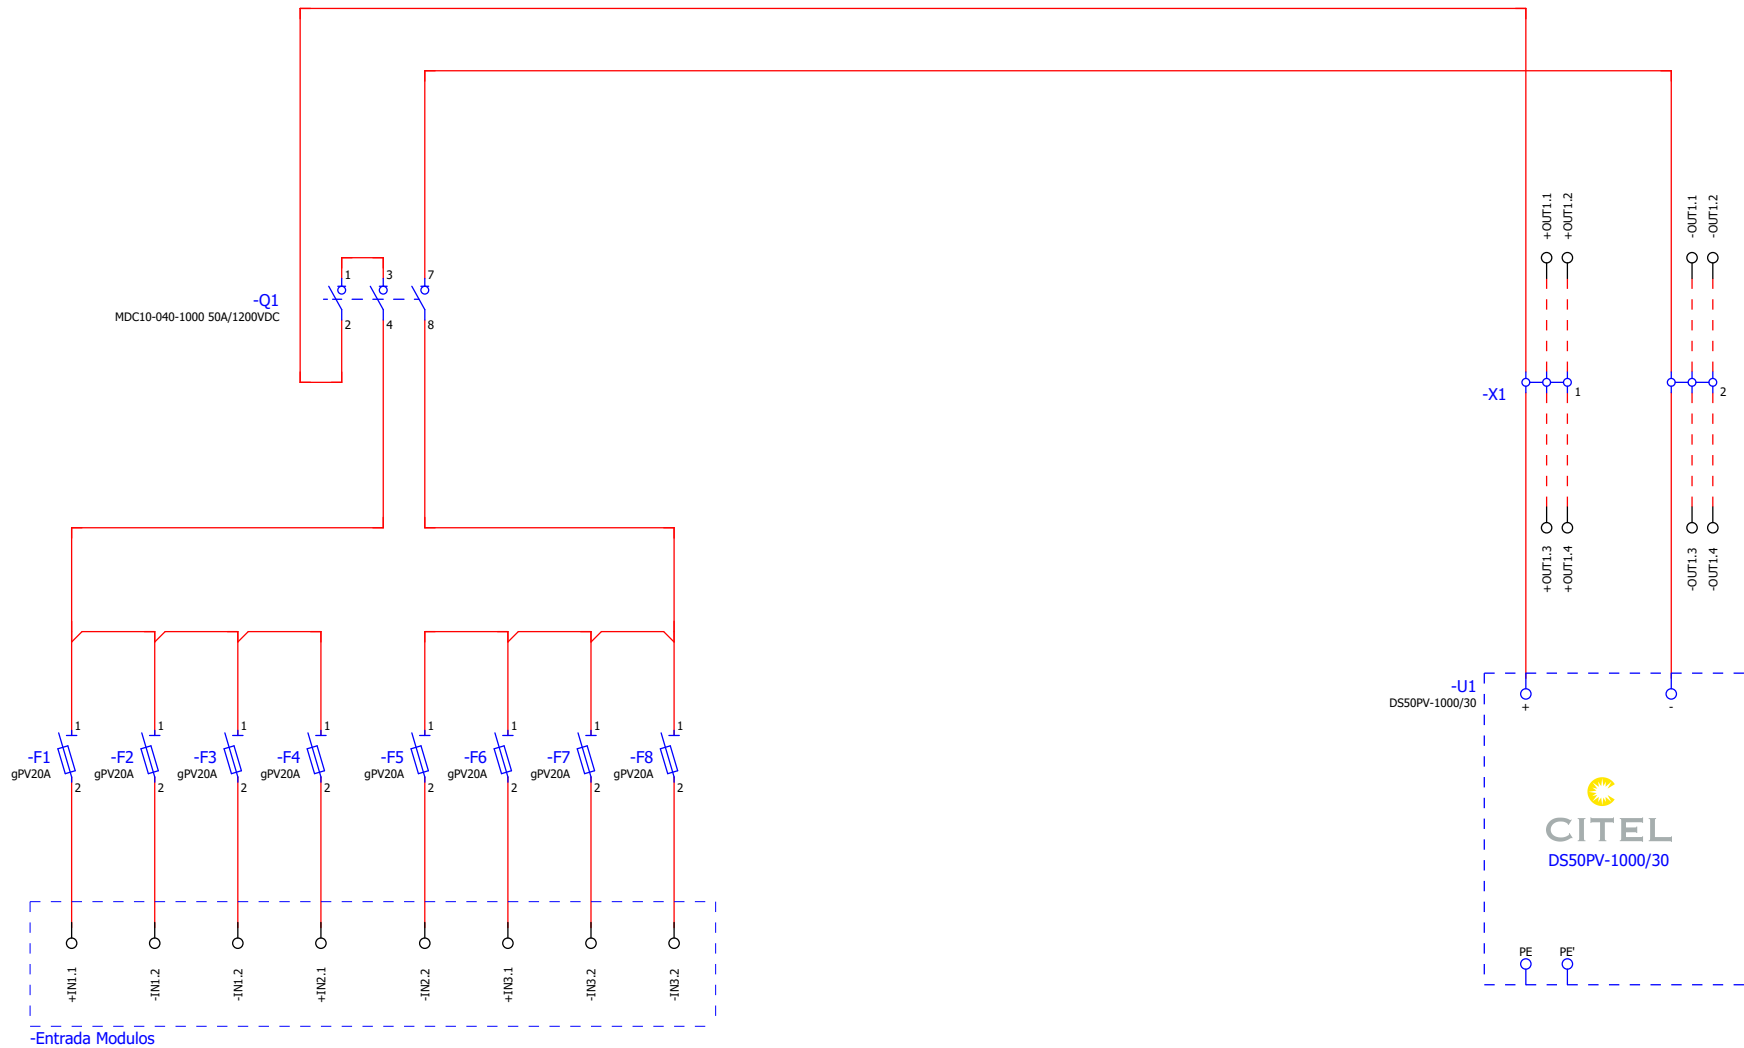 +OUT1.1
+OUT1.2
-OUT1.1
-OUT1.2
1
3
7
-Q1
MDC10-040-1000 50A/1200VDC
2
4
8
-X1
1
2
+OUT1.3
+OUT1.4
-OUT1.3
-OUT1.4
-U1
DS50PV-1000/30
+
-
1
1
1
1
1
1
1
1
-F1
gPV20A
-F2
gPV20A
-F3
gPV20A
-F4
gPV20A
-F5
gPV20A
-F6
gPV20A
-F7
gPV20A
-F8
gPV20A
2
2
2
2
2
2
2
2
CITEL
DS50PV-1000/30
PE
PE'
+IN1.1
-IN1.2
-IN1.2
+IN2.1
-IN2.2
+IN3.1
-IN3.2
-IN3.2
-Entrada Modulos